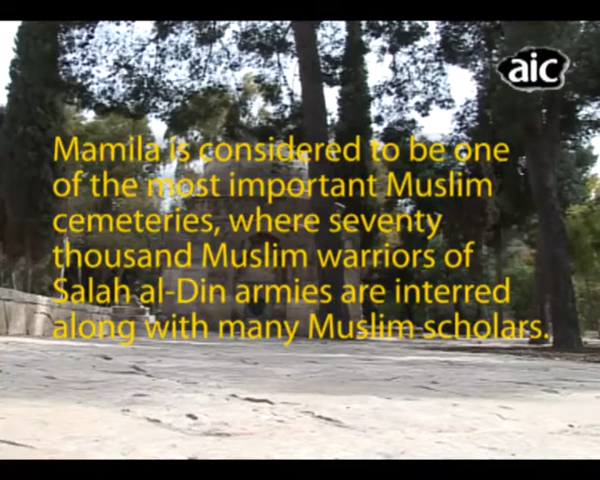 aic
Mamila is considered to be one
of the most important Muslim
cemeteries, where seventy
thousand Muslim warriors of
Salah al-Din armies are interred
along with many Muslim scholars.